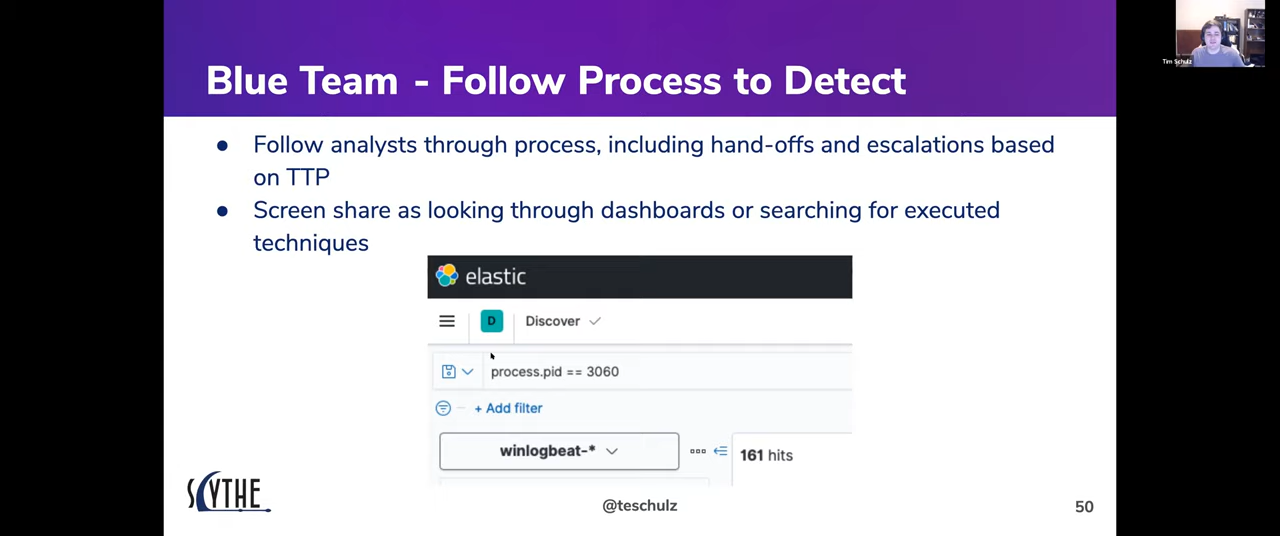 Blue Team - Follow Process to Detect
Tim Schulz
● Follow analysts through process, including hand-offs and escalations based
on TTP
● Screen share as looking through dashboards or searching for executed
techniques
elastic
D Discover
process.pid == 3060
+ Add filter
winlogbeat-*
161 hits
SCYTHE
@teschulz
50